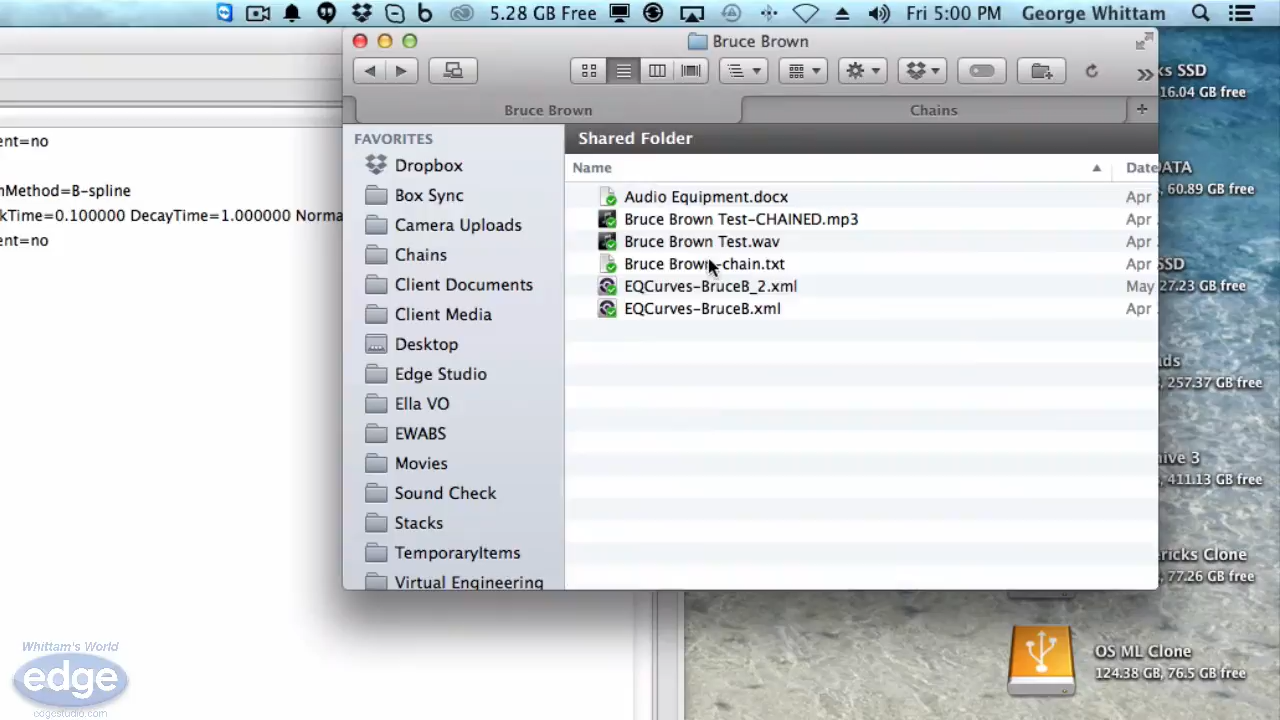 5.28 GB Free
Fri 5:00 PM
George Whittam
Bruce Brown
Bruce Brown
Chains
ent=no
nMethod=B-spline
kTime=0.100000 DecayTime=1.000000 Norma
ent=no
FAVORITES
Dropbox
Box Sync
Camera Uploads
Chains
Client Documents
Client Media
Desktop
Edge Studio
Ella VO
EWABS
Movies
Sound Check
Stacks
TemporaryItems
Virtual Engineering
Shared Folder
Name
Date
Audio Equipment.docx
Apr
Bruce Brown Test-CHAINED.mp3
Apr
Bruce Brown Test.wav
Apr
Bruce Brown-chain.txt
Apr
EQCurves-BruceB_2.xml
May
EQCurves-BruceB.xml
Apr
ks SSD
16.04 GB free
ATA
60.89 GB free
SSD
27.23 GB free
ds
257.37 GB free
ive 3
411.13 GB free
ricks Clone
77.26 GB free
OS ML Clone
124.38 GB, 76.5 GB free
Whittam's World
edge
edgestudio.com